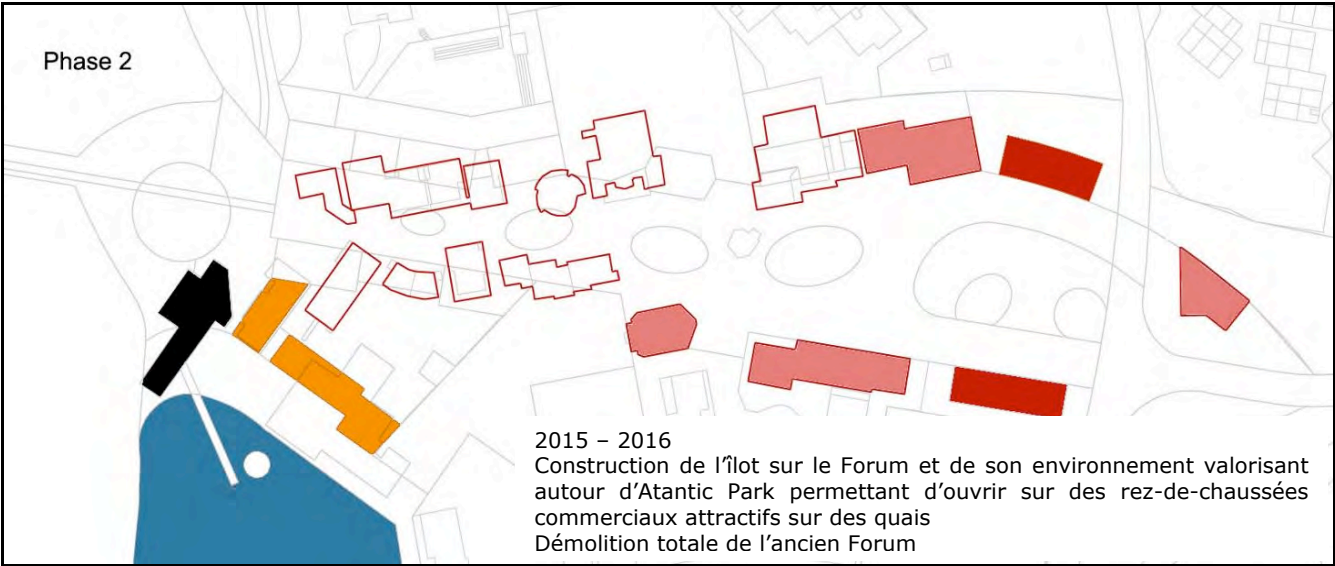 Phase 2
2015 – 2016
Construction de l’îlot sur le Forum et de son environnement valorisant
autour d’Atantic Park permettant d’ouvrir sur des rez-de-chaussées
commerciaux attractifs sur des quais
Démolition totale de l’ancien Forum